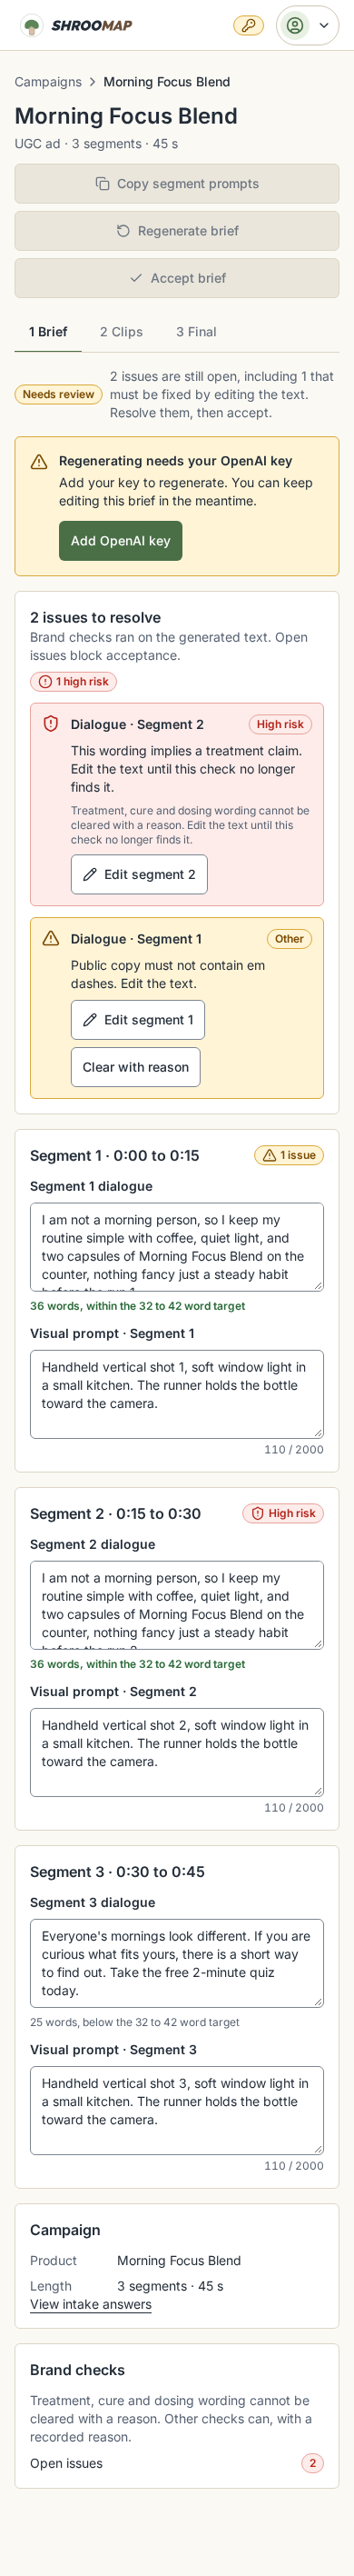 SHROOMAP
Campaigns > Morning Focus Blend
Morning Focus Blend
UGC ad · 3 segments · 45 s
Copy segment prompts
Regenerate brief
Accept brief
1 Brief 2 Clips 3 Final
Needs review
2 issues are still open, including 1 that
must be fixed by editing the text.
Resolve them, then accept.
Regenerating needs your OpenAI key
Add your key to regenerate. You can keep
editing this brief in the meantime.
Add OpenAI key
2 issues to resolve
Brand checks ran on the generated text. Open
issues block acceptance.
1 high risk
Dialogue · Segment 2 High risk
This wording implies a treatment claim.
Edit the text until this check no longer
finds it.
Treatment, cure and dosing wording cannot be
cleared with a reason. Edit the text until this
check no longer finds it.
Edit segment 2
Dialogue · Segment 1 Other
Public copy must not contain em
dashes. Edit the text.
Edit segment 1
Clear with reason
Segment 1 · 0:00 to 0:15 1 issue
Segment 1 dialogue
I am not a morning person, so I keep my
routine simple with coffee, quiet light, and
two capsules of Morning Focus Blend on the
counter, nothing fancy just a steady habit
before the run 1.
36 words, within the 32 to 42 word target
Visual prompt · Segment 1
Handheld vertical shot 1, soft window light in
a small kitchen. The runner holds the bottle
toward the camera.
110 / 2000
Segment 2 · 0:15 to 0:30 High risk
Segment 2 dialogue
I am not a morning person, so I keep my
routine simple with coffee, quiet light, and
two capsules of Morning Focus Blend on the
counter, nothing fancy just a steady habit
before the run 2.
36 words, within the 32 to 42 word target
Visual prompt · Segment 2
Handheld vertical shot 2, soft window light in
a small kitchen. The runner holds the bottle
toward the camera.
110 / 2000
Segment 3 · 0:30 to 0:45
Segment 3 dialogue
Everyone's mornings look different. If you are
curious what fits yours, there is a short way
to find out. Take the free 2-minute quiz
today.
25 words, below the 32 to 42 word target
Visual prompt · Segment 3
Handheld vertical shot 3, soft window light in
a small kitchen. The runner holds the bottle
toward the camera.
110 / 2000
Campaign
Product Morning Focus Blend
Length 3 segments · 45 s
View intake answers
Brand checks
Treatment, cure and dosing wording cannot be
cleared with a reason. Other checks can, with a
recorded reason.
Open issues 2